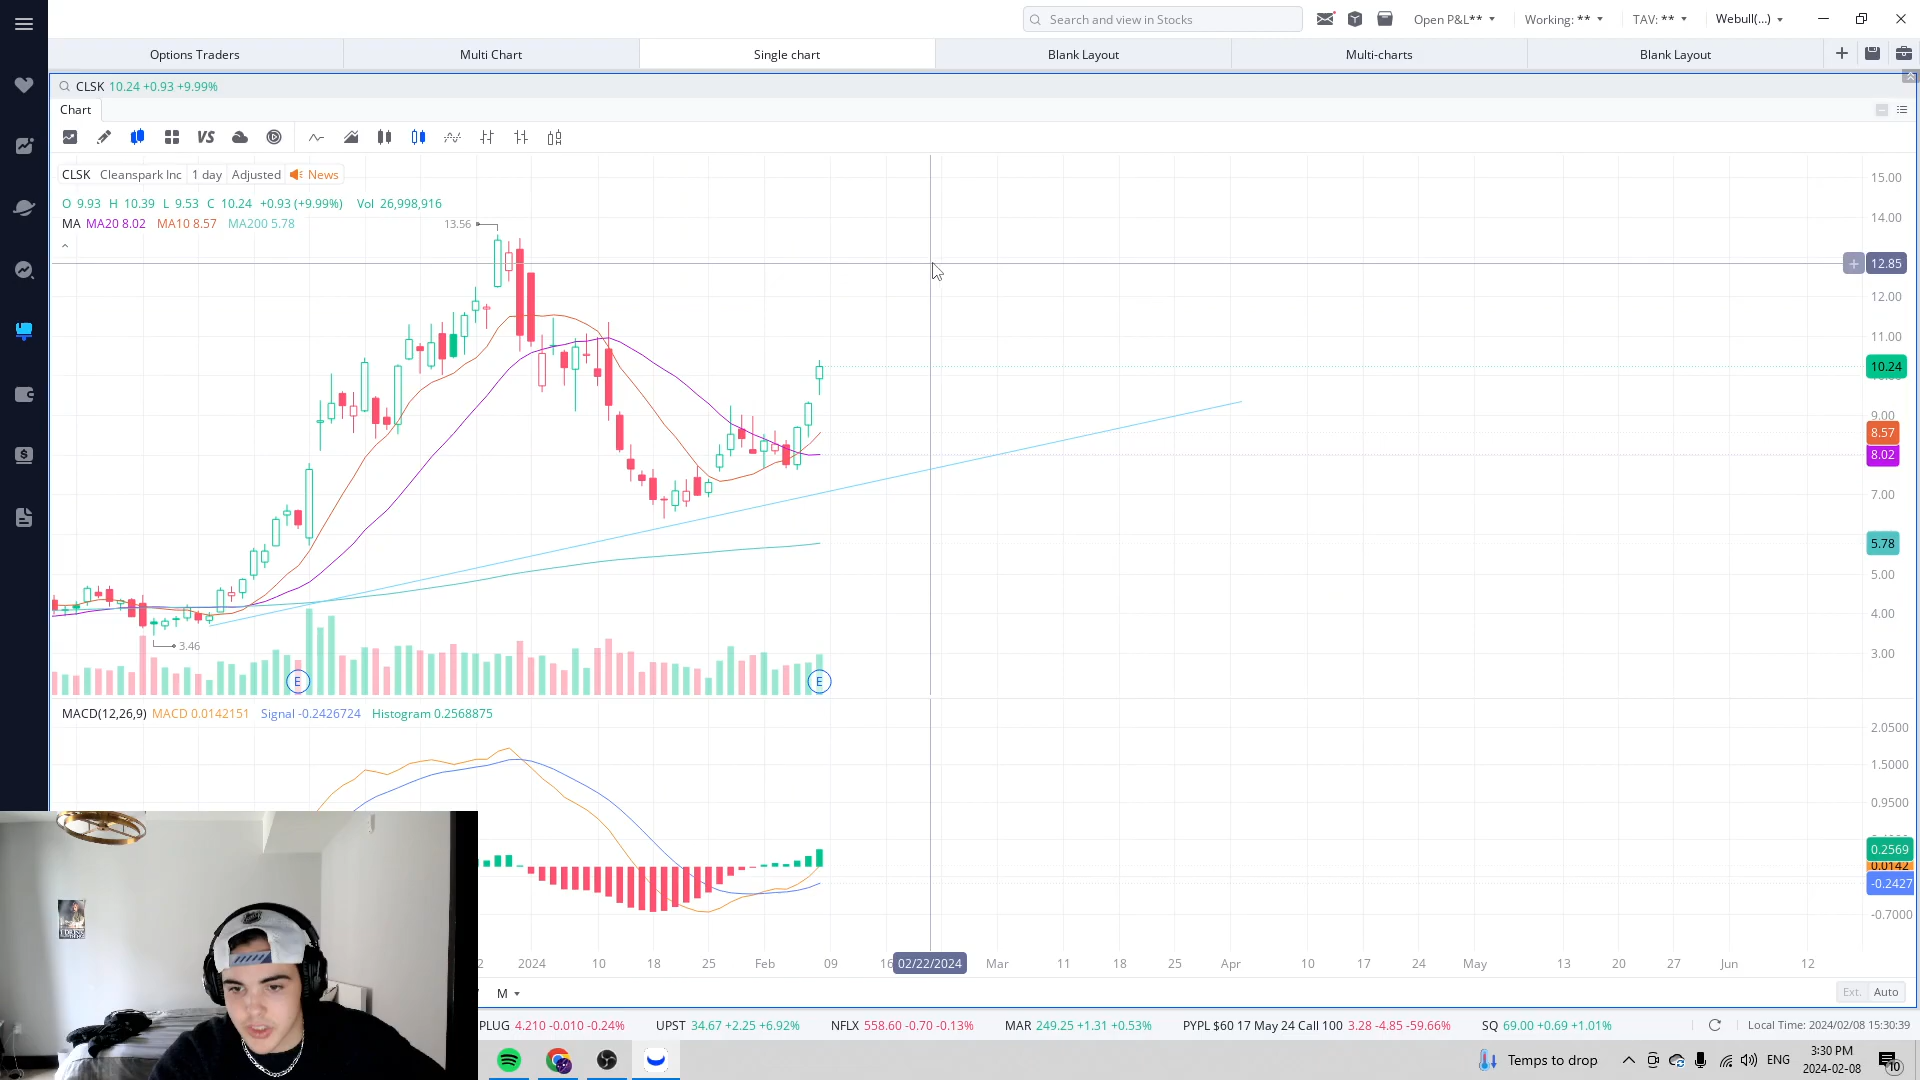 Search and view in Stocks
Open P&L**
Working: **
TAV: **
Webull(...)
Options Traders
Multi Chart
Single chart
Blank Layout
Multi-charts
Blank Layout
CLSK 10.24 +0.93 +9.99%
Chart
VS
CLSK Cleanspark Inc 1 day Adjusted News
O 9.93 H 10.39 L 9.53 C 10.24 +0.93 (+9.99%) Vol 26,998,916
MA MA20 8.02 MA10 8.57 MA200 5.78
13.56
3.46
E
E
15.00
14.00
12.85
12.00
11.00
10.24
9.00
8.57
8.02
7.00
5.78
5.00
4.00
3.00
MACD(12,26,9) MACD 0.0142151 Signal -0.2426724 Histogram 0.2568875
2.0500
1.5000
0.9500
0.2569
0.0142
-0.2427
-0.7000
2 2024 10 18 25 Feb 09 16 02/22/2024 Mar 11 18 25 Apr 10 17 24 May 13 20 27 Jun 12
M
Ext. Auto
PLUG 4.210 -0.010 -0.24% UPST 34.67 +2.25 +6.92% NFLX 558.60 -0.70 -0.13% MAR 249.25 +1.31 +0.53% PYPL $60 17 May 24 Call 100 3.28 -4.85 -59.66% SQ 69.00 +0.69 +1.01%
Local Time: 2024/02/08 15:30:39
Temps to drop
ENG
3:30 PM
2024-02-08
10